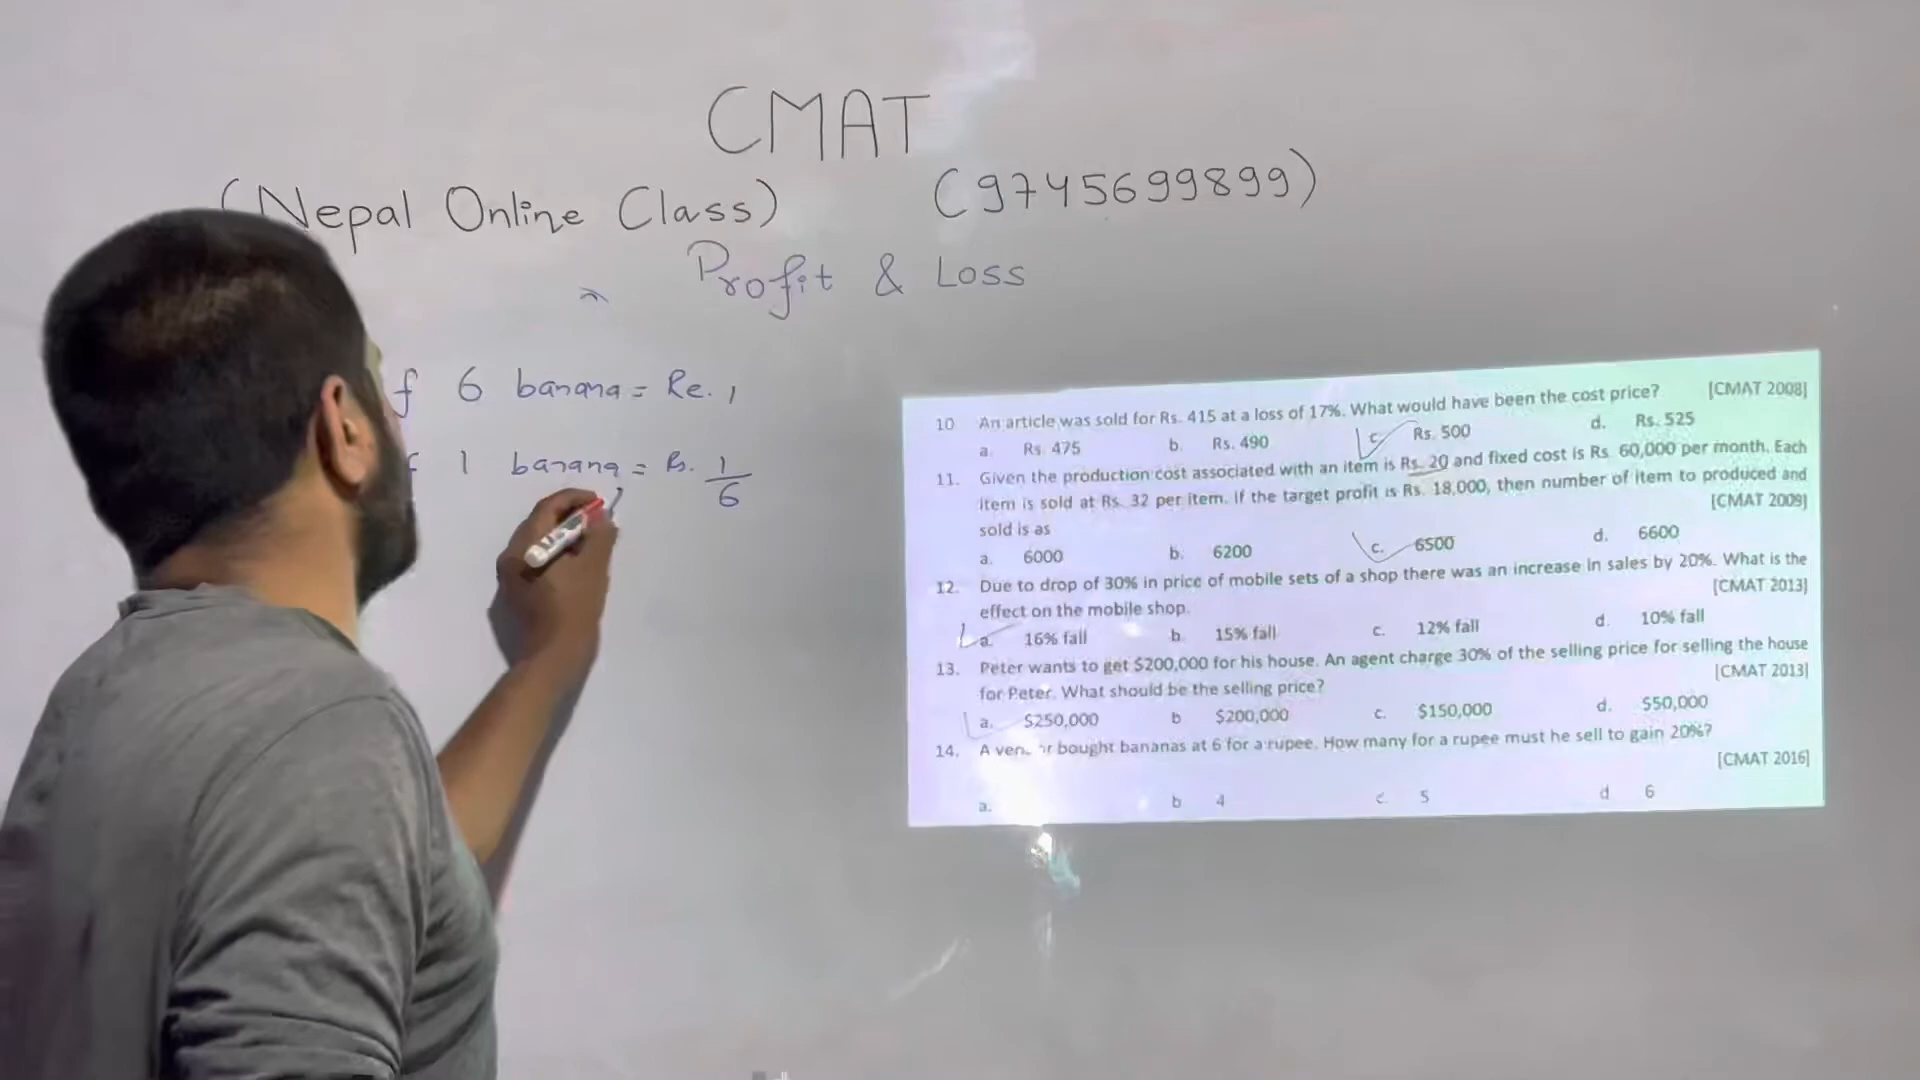 CMAT
(Nepal Online Class) (9745699899)
Profit & Loss
f 6 banana = Re. 1
f 1 banana = Rs. 1/6
10 An article was sold for Rs. 415 at a loss of 17%. What would have been the cost price? [CMAT 2008]
a. Rs. 475 b. Rs. 490 c. Rs. 500 d. Rs. 525
11. Given the production cost associated with an item is Rs. 20 and fixed cost is Rs. 60,000 per month. Each
item is sold at Rs. 32 per item. If the target profit is Rs. 18,000, then number of item to produced and
sold is as [CMAT 2009]
a. 6000 b. 6200 c. 6500 d. 6600
12. Due to drop of 30% in price of mobile sets of a shop there was an increase in sales by 20%. What is the
effect on the mobile shop. [CMAT 2013]
a. 16% fall b. 15% fall c. 12% fall d. 10% fall
13. Peter wants to get $200,000 for his house. An agent charge 30% of the selling price for selling the house
for Peter. What should be the selling price? [CMAT 2013]
a. $250,000 b $200,000 c. $150,000 d. $50,000
14. A bought bananas at 6 for a rupee. How many for a rupee must he sell to gain 20%?
[CMAT 2016]
a. b 4 c. 5 d 6